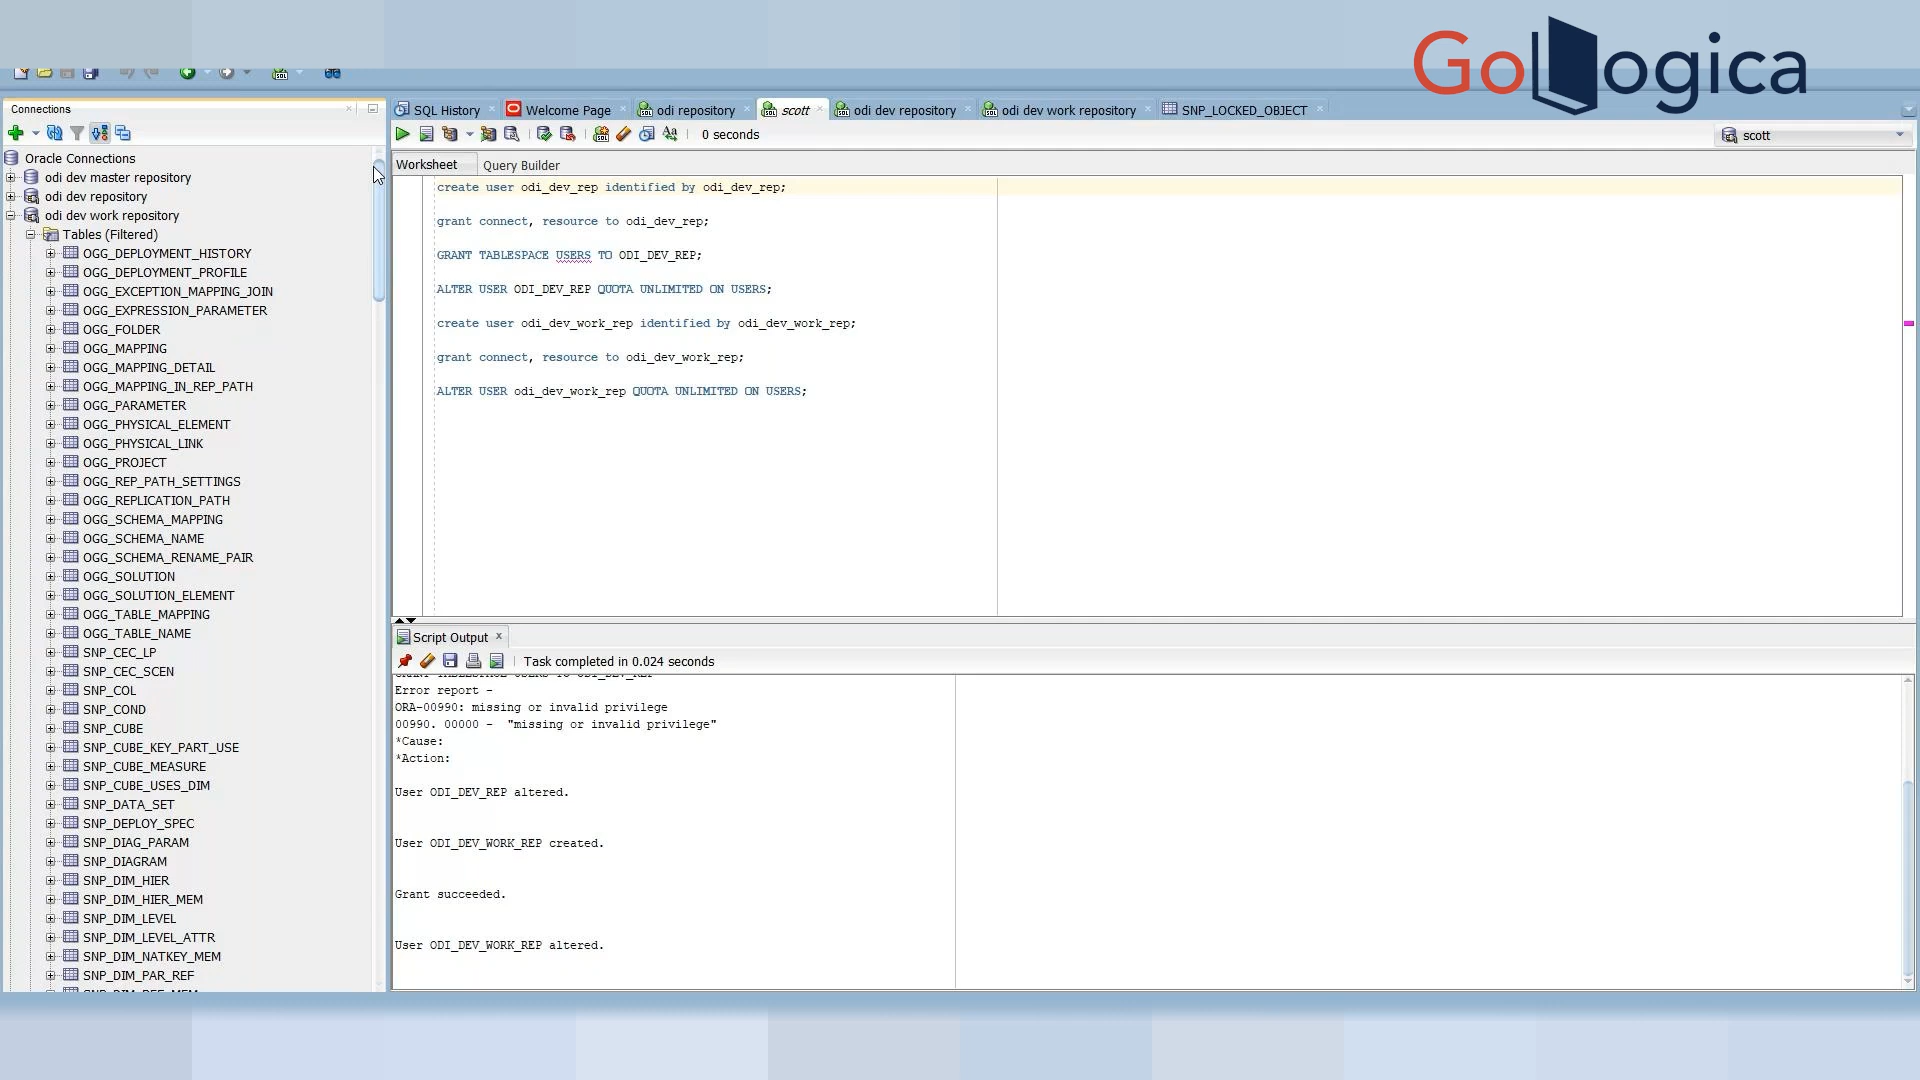 GoLogica
Connections
SQL History
Welcome Page
odi repository
scott
odi dev repository
odi dev work repository
SNP_LOCKED_OBJECT
0 seconds
scott
Worksheet
Query Builder
Oracle Connections
odi dev master repository
odi dev repository
odi dev work repository
Tables (Filtered)
OGG_DEPLOYMENT_HISTORY
OGG_DEPLOYMENT_PROFILE
OGG_EXCEPTION_MAPPING_JOIN
OGG_EXPRESSION_PARAMETER
OGG_FOLDER
OGG_MAPPING
OGG_MAPPING_DETAIL
OGG_MAPPING_IN_REP_PATH
OGG_PARAMETER
OGG_PHYSICAL_ELEMENT
OGG_PHYSICAL_LINK
OGG_PROJECT
OGG_REP_PATH_SETTINGS
OGG_REPLICATION_PATH
OGG_SCHEMA_MAPPING
OGG_SCHEMA_NAME
OGG_SCHEMA_RENAME_PAIR
OGG_SOLUTION
OGG_SOLUTION_ELEMENT
OGG_TABLE_MAPPING
OGG_TABLE_NAME
SNP_CEC_LP
SNP_CEC_SCEN
SNP_COL
SNP_COND
SNP_CUBE
SNP_CUBE_KEY_PART_USE
SNP_CUBE_MEASURE
SNP_CUBE_USES_DIM
SNP_DATA_SET
SNP_DEPLOY_SPEC
SNP_DIAG_PARAM
SNP_DIAGRAM
SNP_DIM_HIER
SNP_DIM_HIER_MEM
SNP_DIM_LEVEL
SNP_DIM_LEVEL_ATTR
SNP_DIM_NATKEY_MEM
SNP_DIM_PAR_REF
create user odi_dev_rep identified by odi_dev_rep;
grant connect, resource to odi_dev_rep;
GRANT TABLESPACE USERS TO ODI_DEV_REP;
ALTER USER ODI_DEV_REP QUOTA UNLIMITED ON USERS;
create user odi_dev_work_rep identified by odi_dev_work_rep;
grant connect, resource to odi_dev_work_rep;
ALTER USER odi_dev_work_rep QUOTA UNLIMITED ON USERS;
Script Output
Task completed in 0.024 seconds
Error report -
ORA-00990: missing or invalid privilege
00990. 00000 -  "missing or invalid privilege"
*Cause:
*Action:
User ODI_DEV_REP altered.
User ODI_DEV_WORK_REP created.
Grant succeeded.
User ODI_DEV_WORK_REP altered.